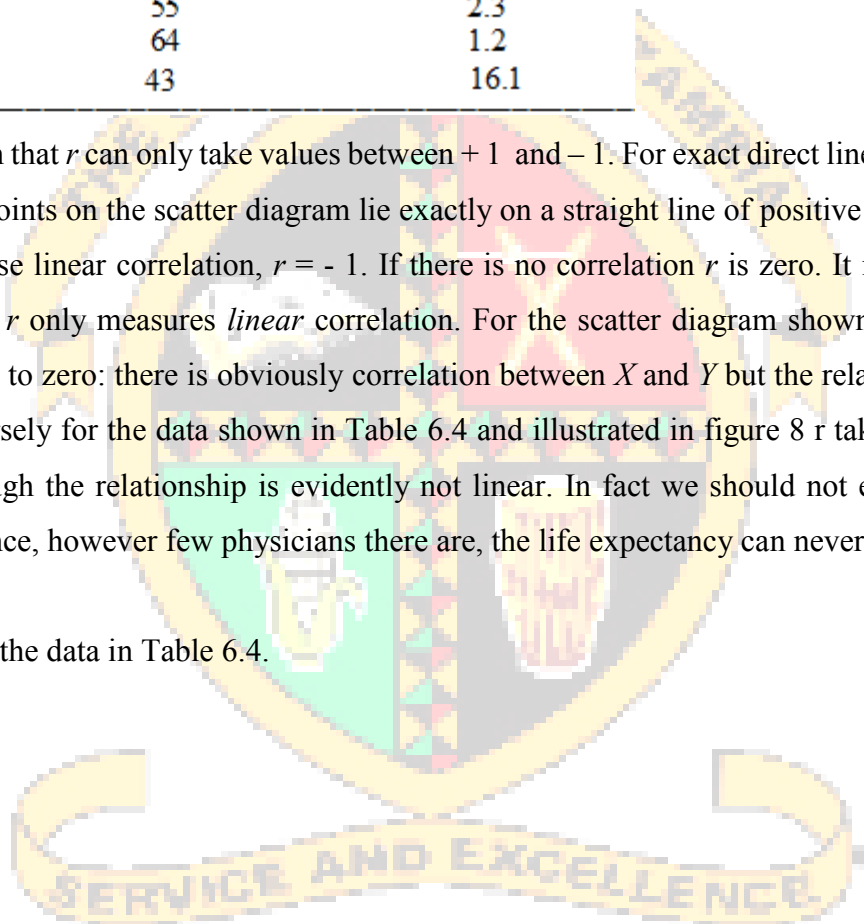 55 2.3
64 1.2
43 16.1
that r can only take values between + 1 and – 1. For exact direct line
oints on the scatter diagram lie exactly on a straight line of positive
se linear correlation, r = - 1. If there is no correlation r is zero. It
r only measures linear correlation. For the scatter diagram shown
to zero: there is obviously correlation between X and Y but the rela
sely for the data shown in Table 6.4 and illustrated in figure 8 r tak
gh the relationship is evidently not linear. In fact we should not e
nce, however few physicians there are, the life expectancy can never
the data in Table 6.4.
SERVICE AND EXCELLENCE